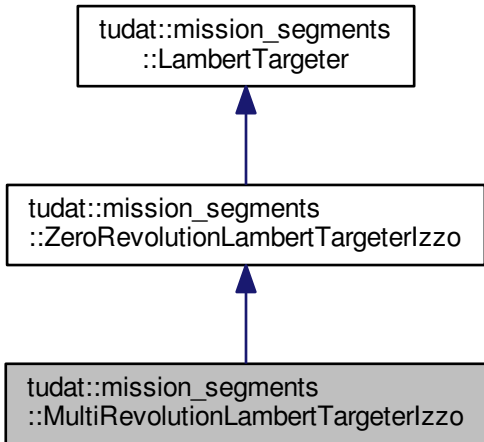 tudat::mission_segments
::LambertTargeter
tudat::mission_segments
::ZeroRevolutionLambertTargeterIzzo
tudat::mission_segments
::MultiRevolutionLambertTargeterIzzo